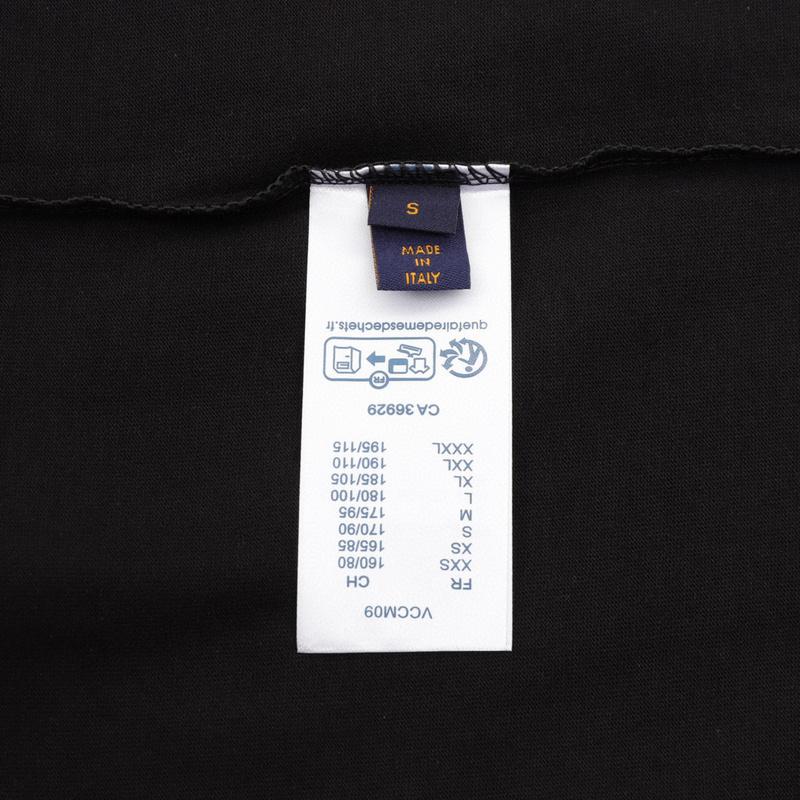 S
MADE
IN
ITALY
VCCM09
FR CH
XXS 160/80
XS 165/85
S 170/90
M 175/95
L 180/100
XL 185/105
XXL 190/110
XXXL 195/115
CA 36929
FR
quefairedemesdechets.fr